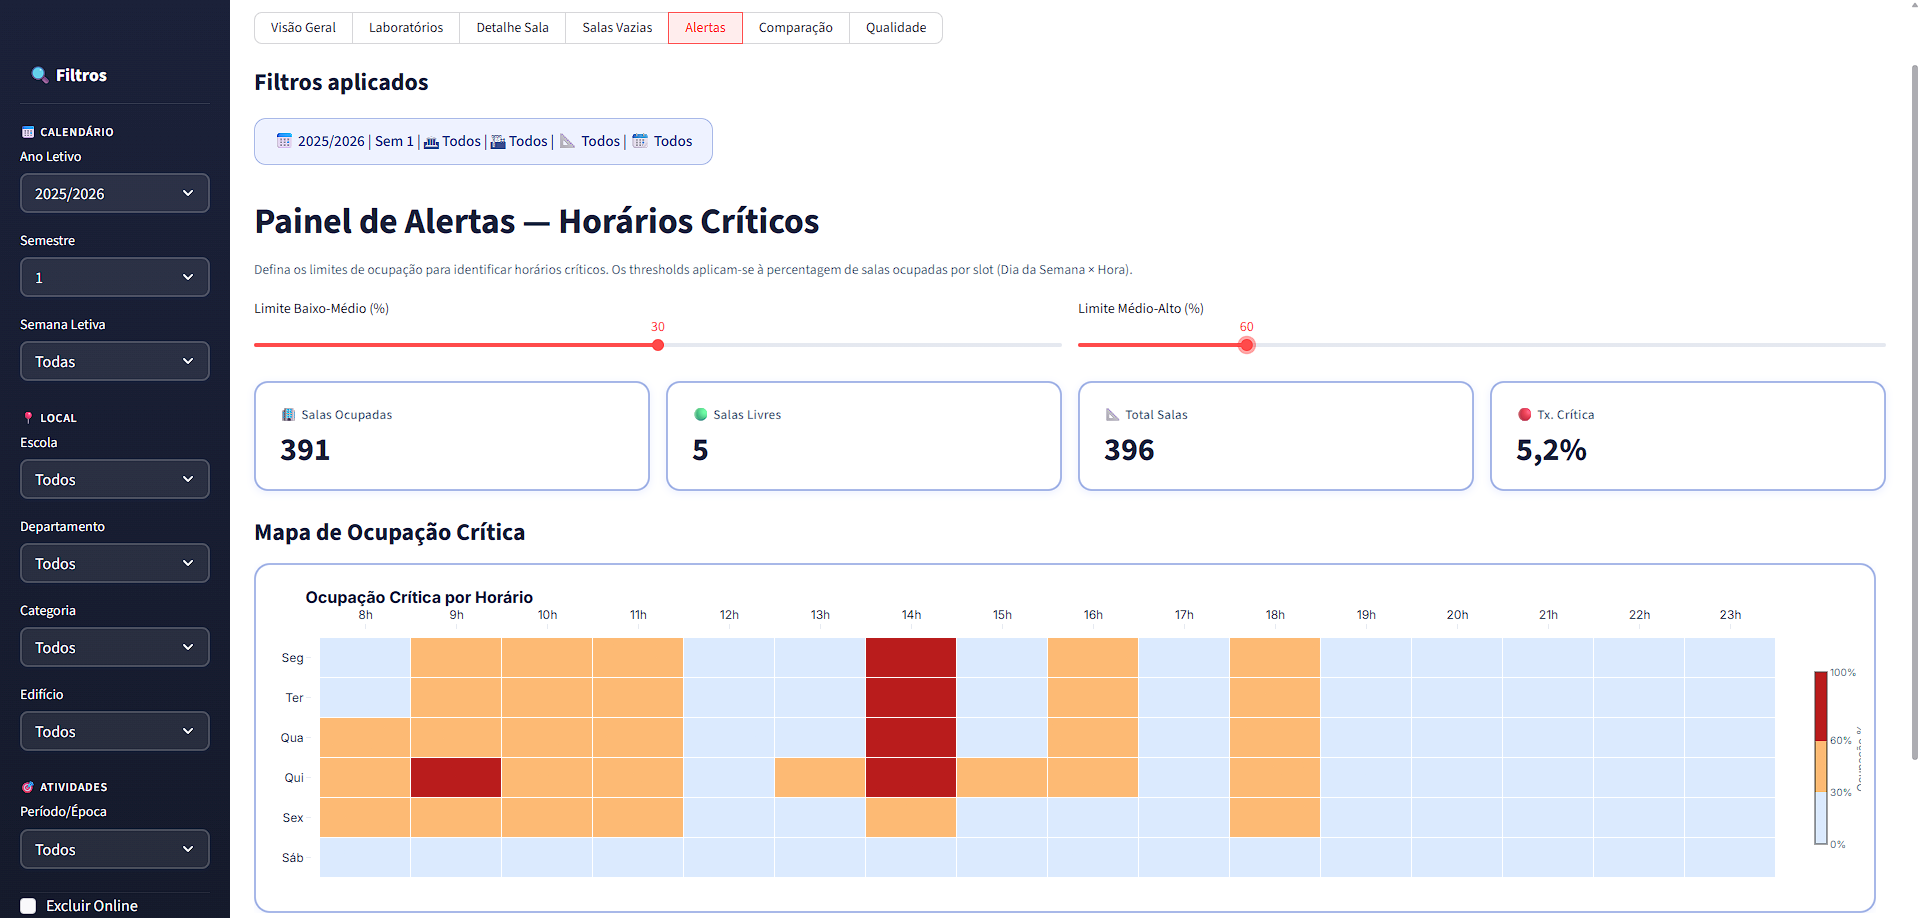 Filtros
CALENDÁRIO
Ano Letivo
2025/2026
Semestre
1
Semana Letiva
Todas
LOCAL
Escola
Todos
Departamento
Todos
Categoria
Todos
Edifício
Todos
ATIVIDADES
Período/Época
Todos
Excluir Online
Visão Geral
Laboratórios
Detalhe Sala
Salas Vazias
Alertas
Comparação
Qualidade
Filtros aplicados
2025/2026 | Sem 1 | Todos | Todos | Todos | Todos
Painel de Alertas — Horários Críticos
Defina os limites de ocupação para identificar horários críticos. Os thresholds aplicam-se à percentagem de salas ocupadas por slot (Dia da Semana × Hora).
Limite Baixo-Médio (%)
30
Limite Médio-Alto (%)
60
Salas Ocupadas
391
Salas Livres
5
Total Salas
396
Tx. Crítica
5,2%
Mapa de Ocupação Crítica
Ocupação Crítica por Horário
8h 9h 10h 11h 12h 13h 14h 15h 16h 17h 18h 19h 20h 21h 22h 23h
Seg
Ter
Qua
Qui
Sex
Sáb
100%
60%
30%
0%